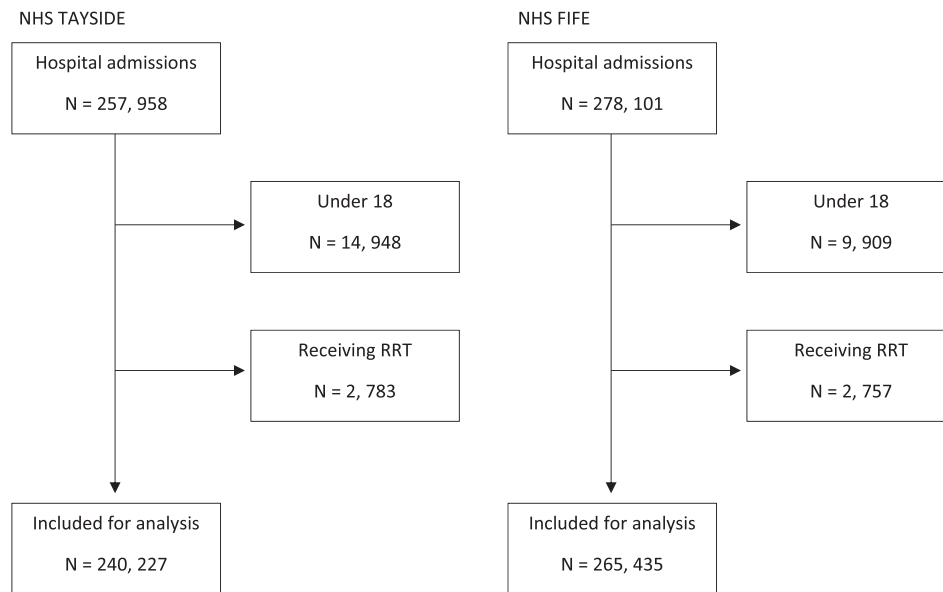 NHS TAYSIDE
Hospital admissions
N = 257, 958
Under 18
N = 14, 948
Receiving RRT
N = 2, 783
Included for analysis
N = 240, 227
NHS FIFE
Hospital admissions
N = 278, 101
Under 18
N = 9, 909
Receiving RRT
N = 2, 757
Included for analysis
N = 265, 435